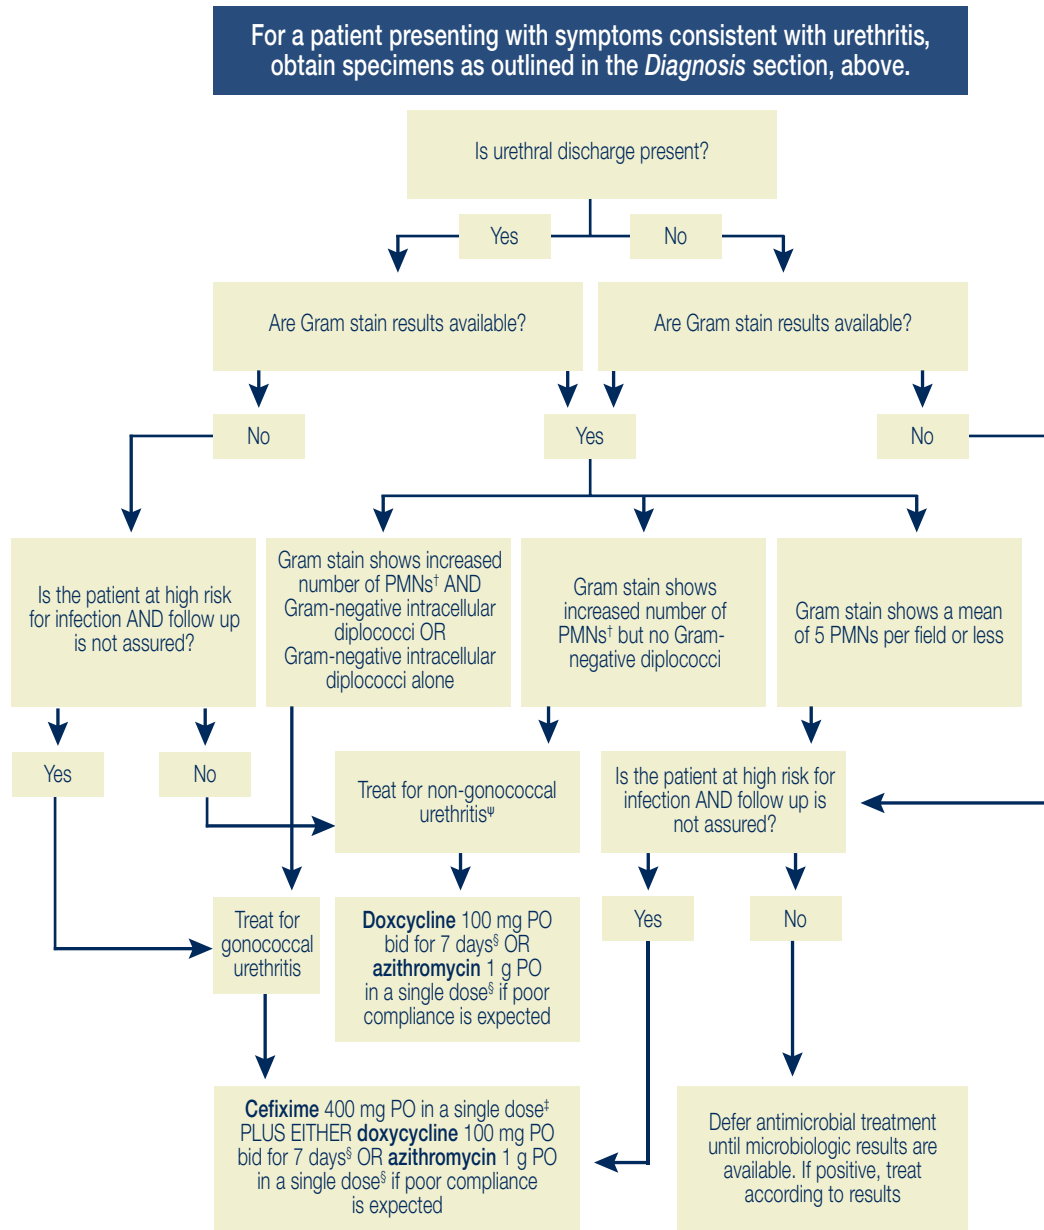 For a patient presenting with symptoms consistent with urethritis,
obtain specimens as outlined in the Diagnosis section, above.
Is urethral discharge present?
Yes
No
Are Gram stain results available?
Are Gram stain results available?
No
Yes
No
Is the patient at high risk
for infection AND follow up
is not assured?
Gram stain shows increased
number of PMNs† AND
Gram-negative intracellular
diplococci OR
Gram-negative intracellular
diplococci alone
Gram stain shows
increased number of
PMNs† but no Gram-
negative diplococci
Gram stain shows a mean
of 5 PMNs per field or less
Yes
No
Treat for non-gonococcal
urethritisᴪ
Is the patient at high risk for
infection AND follow up is
not assured?
Treat for
gonococcal
urethritis
Doxcycline 100 mg PO
bid for 7 days§ OR
azithromycin 1 g PO
in a single dose§ if poor
compliance is expected
Yes
No
Cefixime 400 mg PO in a single dose‡
PLUS EITHER doxycycline 100 mg PO
bid for 7 days§ OR azithromycin 1 g PO
in a single dose§ if poor compliance
is expected
Defer antimicrobial treatment
until microbiologic results are
available. If positive, treat
according to results